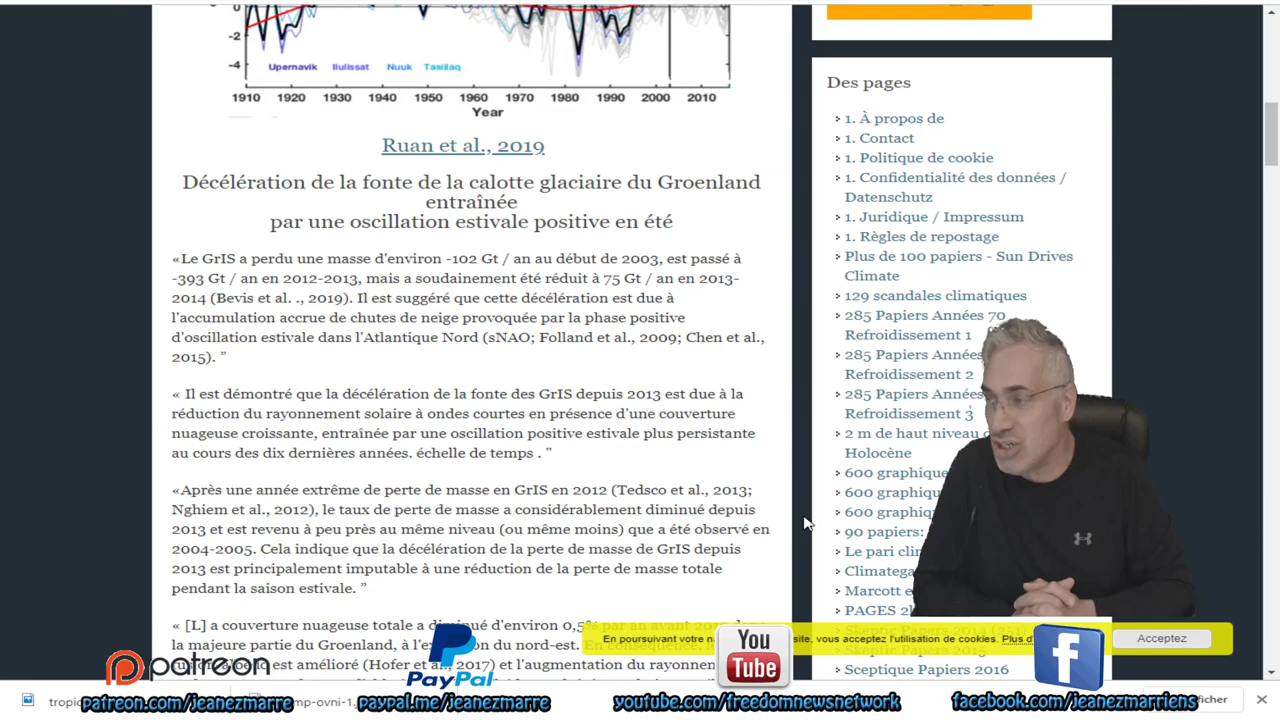 0
-2
-4
Upernavik Ilulissat Nuuk Tasiilaq
1910 1920 1930 1940 1950 1960 1970 1980 1990 2000 2010
Year
Ruan et al., 2019
Décélération de la fonte de la calotte glaciaire du Groenland
entraînée
par une oscillation estivale positive en été
«Le GrIS a perdu une masse d'environ -102 Gt / an au début de 2003, est passé à
-393 Gt / an en 2012-2013, mais a soudainement été réduit à 75 Gt / an en 2013-
2014 (Bevis et al. ., 2019). Il est suggéré que cette décélération est due à
l'accumulation accrue de chutes de neige provoquée par la phase positive
d'oscillation estivale dans l'Atlantique Nord (sNAO; Folland et al., 2009; Chen et al.,
2015). ”
« Il est démontré que la décélération de la fonte des GrIS depuis 2013 est due à la
réduction du rayonnement solaire à ondes courtes en présence d'une couverture
nuageuse croissante, entraînée par une oscillation positive estivale plus persistante
au cours des dix dernières années. échelle de temps . ”
«Après une année extrême de perte de masse en GrIS en 2012 (Tedsco et al., 2013;
Nghiem et al., 2012), le taux de perte de masse a considérablement diminué depuis
2013 et est revenu à peu près au même niveau (ou même moins) que a été observé en
2004-2005. Cela indique que la décélération de la perte de masse de GrIS depuis
2013 est principalement imputable à une réduction de la perte de masse totale
pendant la saison estivale. ”
« [L] a couverture nuageuse totale a diminué d'environ 0,5% par an avant
la majeure partie du Groenland, à l'ex du nord-est. En conséquence,
est amélioré (Hofer et al., 2017) et l'augmentation du rayonnem
Des pages
1. À propos de
1. Contact
1. Politique de cookie
1. Confidentialité des données /
Datenschutz
1. Juridique / Impressum
1. Règles de repostage
Plus de 100 papiers - Sun Drives
Climate
129 scandales climatiques
285 Papiers Années 70
Refroidissement 1
285 Papiers Années
Refroidissement 2
285 Papiers Années
Refroidissement 3
2 m de haut niveau d
Holocène
600 graphique
600 graphiqu
600 graphiqu
90 papiers:
Le pari clim
Climatega
Marcott e
PAGES 2
Skeptic Papers 2014
Skeptic Papers 2015
Sceptique Papiers 2016
En poursuivant votre na site, vous acceptez l'utilisation de cookies. Plus d'
Acceptez
patreon
PayPal
You
Tube
f
tropic
mp-ovni-1.
ficher
patreon.com/jeanezmarre
paypal.me/jeanezmarre
youtube.com/freedomnewsnetwork
facebook.com/jeanezmarriens